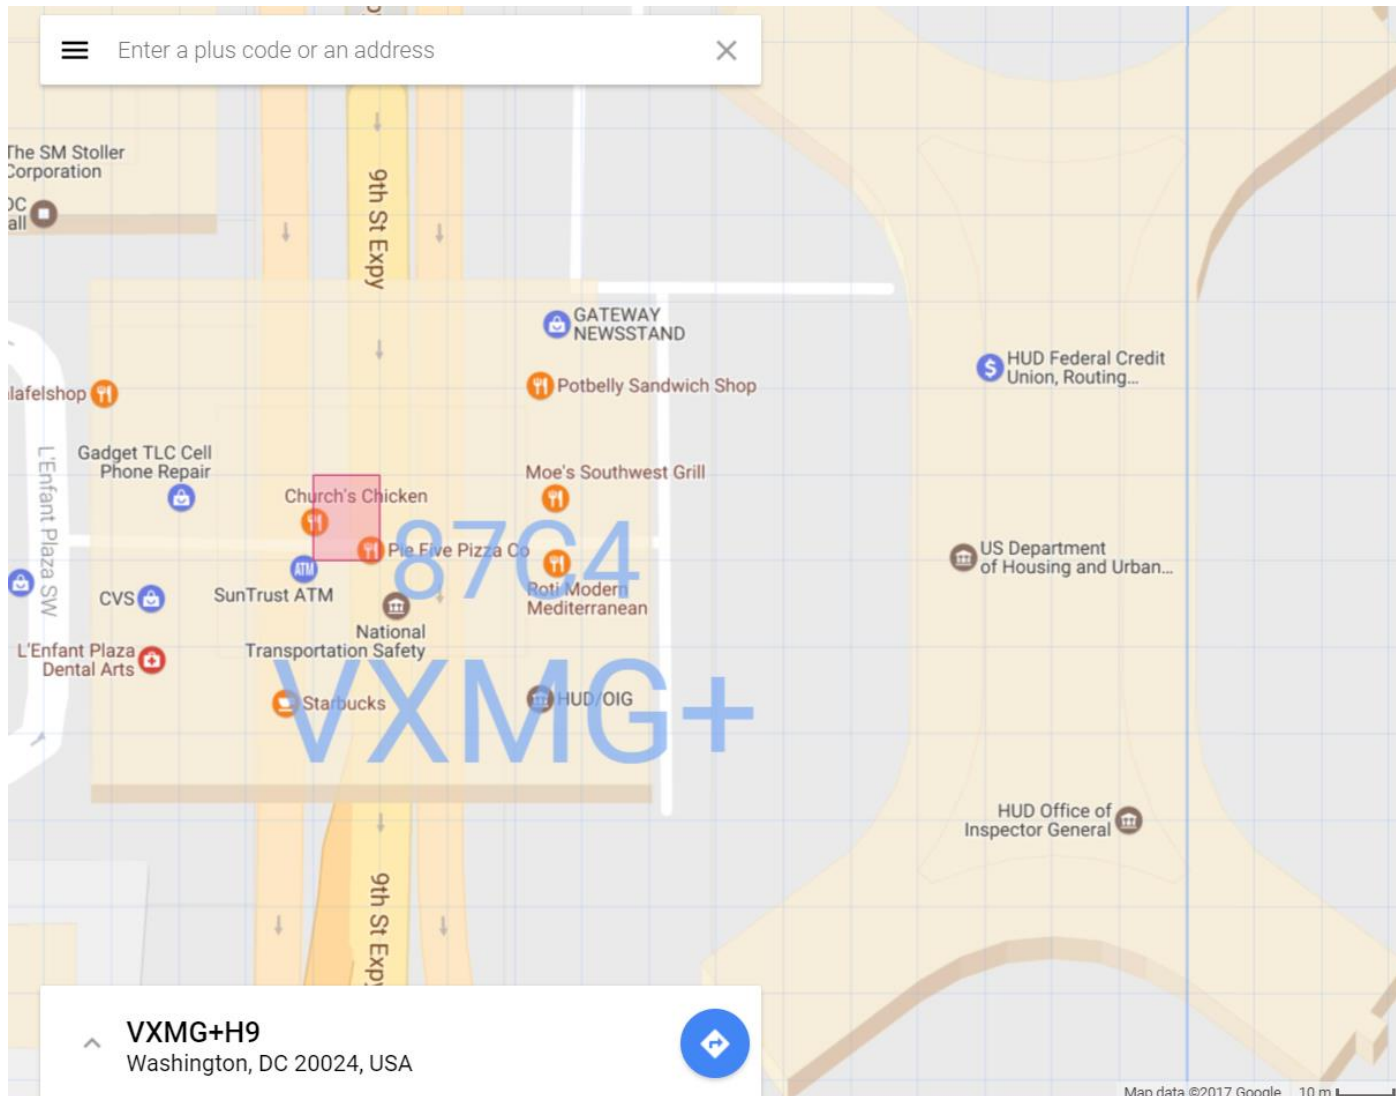 Enter a plus code or an address
The SM Stoller
Corporation
9th St Expy
GATEWAY
NEWSSTAND
HUD Federal Credit
Union, Routing...
Potbelly Sandwich Shop
Gadget TLC Cell
Phone Repair
L'Enfant Plaza SW
Moe's Southwest Grill
Church's Chicken
87C4
Pie Five Pizza Co
US Department
of Housing and Urban...
ATM
SunTrust ATM
CVS
Roti Modern
Mediterranean
National
Transportation Safety
L'Enfant Plaza
Dental Arts
VXMG+
Starbucks
HUD/OIG
HUD Office of
Inspector General
9th St Expy
VXMG+H9
Washington, DC 20024, USA
Map data ©2017 Google
10 m